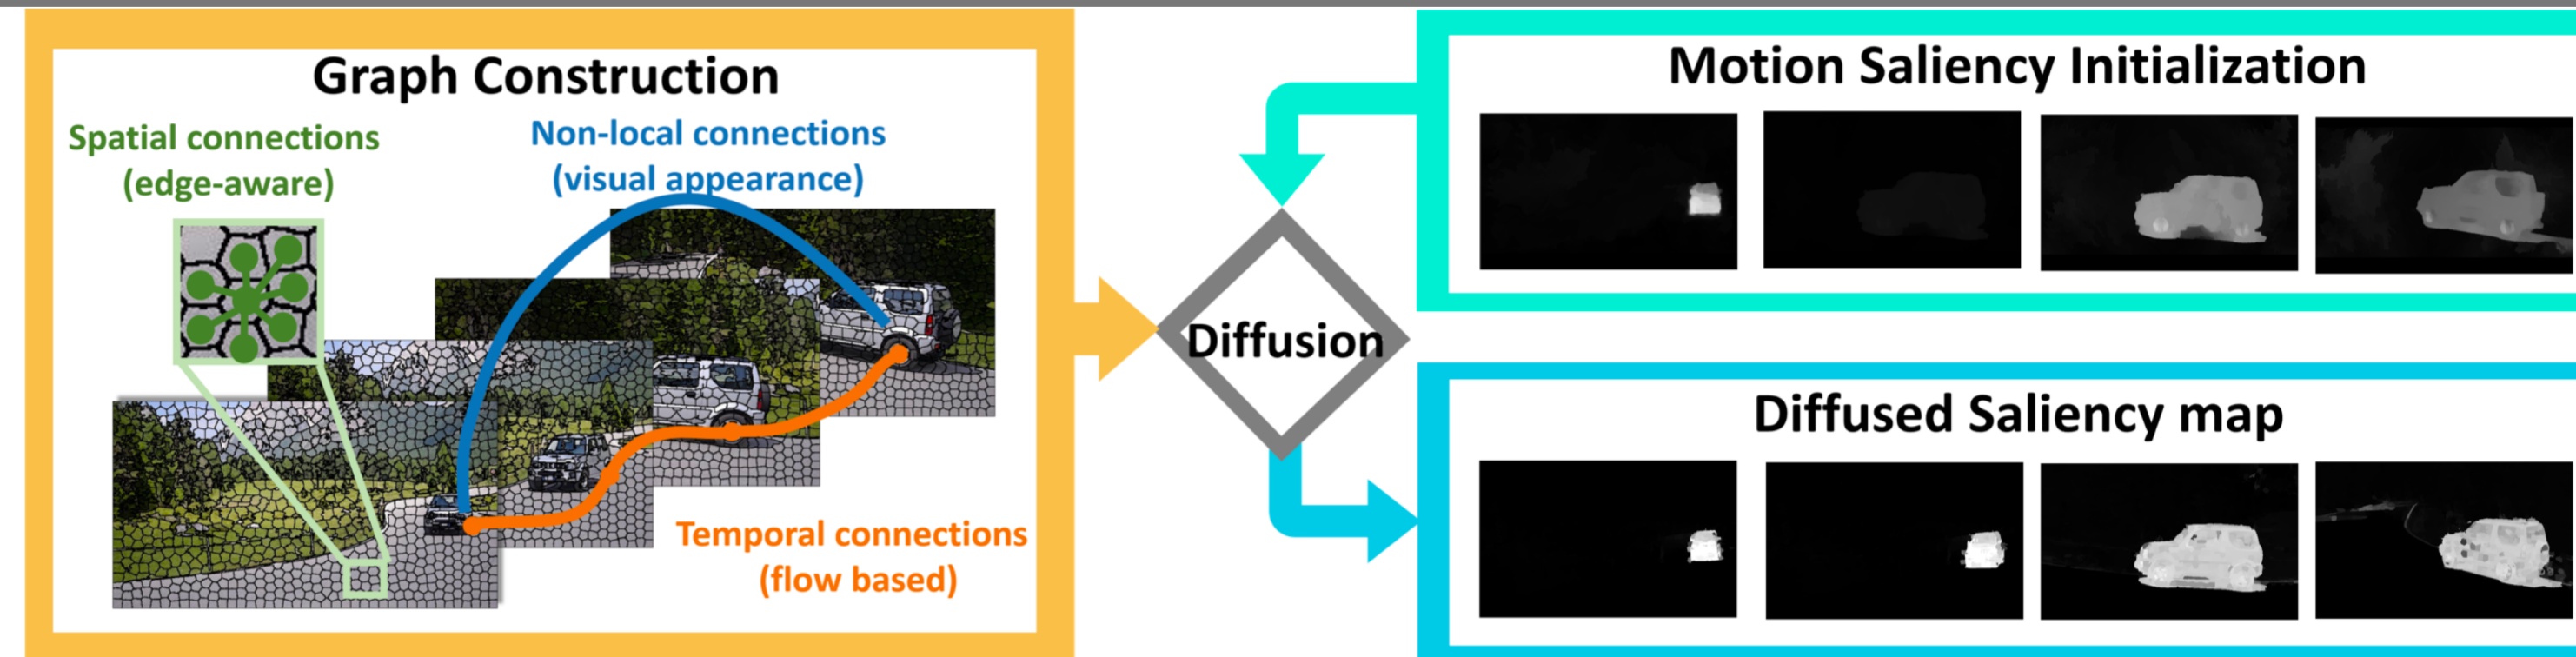 Graph Construction
Spatial connections
(edge-aware)
Non-local connections
(visual appearance)
Temporal connections
(flow based)
Diffusion
Motion Saliency Initialization
Diffused Saliency map